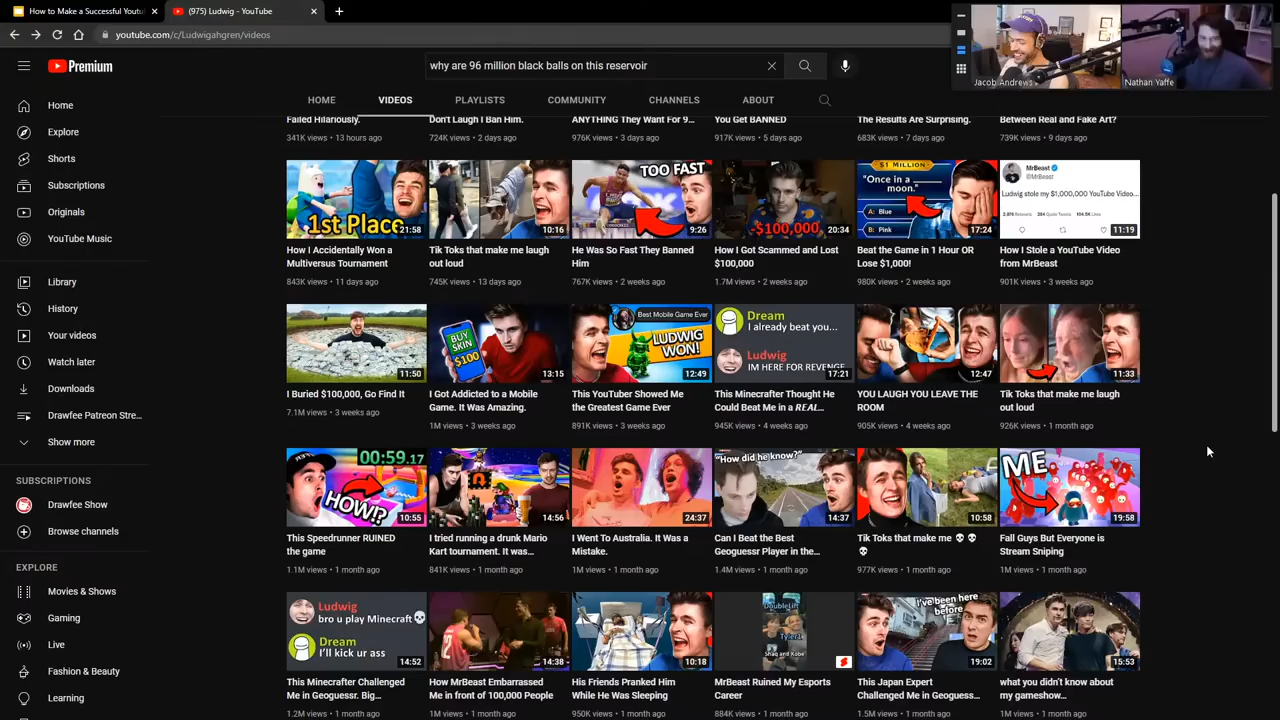 How to Make a Successful Youtu
(975) Ludwig - YouTube
youtube.com/c/Ludwigahgren/videos
Premium
why are 96 million black balls on this reservoir
Jacob Andrews
Nathan Yaffe
HOME
VIDEOS
PLAYLISTS
COMMUNITY
CHANNELS
ABOUT
Home
Explore
Shorts
Subscriptions
Originals
YouTube Music
Library
History
Your videos
Watch later
Downloads
Drawfee Patreon Stre...
Show more
SUBSCRIPTIONS
Drawfee Show
Browse channels
EXPLORE
Movies & Shows
Gaming
Live
Fashion & Beauty
Learning
Failed Hilariously.
Don't Laugh I Ban Him.
ANYTHING They Want For 9...
You Get BANNED
The Results Are Surprising.
Between Real and Fake Art?
341K views • 13 hours ago
724K views • 2 days ago
976K views • 3 days ago
917K views • 5 days ago
683K views • 7 days ago
739K views • 9 days ago
1st Place
21:58
10:16
TOO FAST
9:26
-$100,000
20:34
$1 MILLION
"Once in a ____
moon."
A: Blue
B: Pink
17:24
MrBeast
@MrBeast
Ludwig stole my $1,000,000 YouTube Video...
11:19
How I Accidentally Won a
Multiversus Tournament
843K views • 11 days ago
Tik Toks that make me laugh
out loud
745K views • 13 days ago
He Was So Fast They Banned
Him
767K views • 2 weeks ago
How I Got Scammed and Lost
$100,000
1.7M views • 2 weeks ago
Beat the Game in 1 Hour OR
Lose $1,000!
980K views • 2 weeks ago
How I Stole a YouTube Video
from MrBeast
901K views • 3 weeks ago
11:50
BUY
SKIN
$100
13:15
Best Mobile Game Ever
LUDWIG
WON!
12:49
Dream
I already beat you...
Ludwig
IM HERE FOR REVENGE
17:21
12:47
11:33
I Buried $100,000, Go Find It
7.1M views • 3 weeks ago
I Got Addicted to a Mobile
Game. It Was Amazing.
1M views • 3 weeks ago
This YouTuber Showed Me
the Greatest Game Ever
891K views • 3 weeks ago
This Minecrafter Thought He
Could Beat Me in a REAL...
945K views • 4 weeks ago
YOU LAUGH YOU LEAVE THE
ROOM
905K views • 4 weeks ago
Tik Toks that make me laugh
out loud
926K views • 1 month ago
00:59.17
HOW!?
10:55
14:56
24:37
"How did he know?"
14:37
10:58
ME
19:58
This Speedrunner RUINED
the game
1.1M views • 1 month ago
I tried running a drunk Mario
Kart tournament. It was...
841K views • 1 month ago
I Went To Australia. It Was a
Mistake.
1M views • 1 month ago
Can I Beat the Best
Geoguessr Player in the...
1.4M views • 1 month ago
Tik Toks that make me 💀 💀
💀
977K views • 1 month ago
Fall Guys But Everyone is
Stream Sniping
1M views • 1 month ago
Ludwig
bro u play Minecraft
Dream
I'll kick ur ass
14:52
14:38
10:18
DoubleLift
Tyler1
Shaq and Kobe
I've been here
before
19:02
15:53
This Minecrafter Challenged
Me in Geoguessr. Big...
1.2M views • 1 month ago
How MrBeast Embarrassed
Me in front of 100,000 People
1M views • 1 month ago
His Friends Pranked Him
While He Was Sleeping
950K views • 1 month ago
MrBeast Ruined My Esports
Career
884K views • 1 month ago
This Japan Expert
Challenged Me in Geoguess...
1.5M views • 1 month ago
what you didn't know about
my gameshow...
1M views • 1 month ago